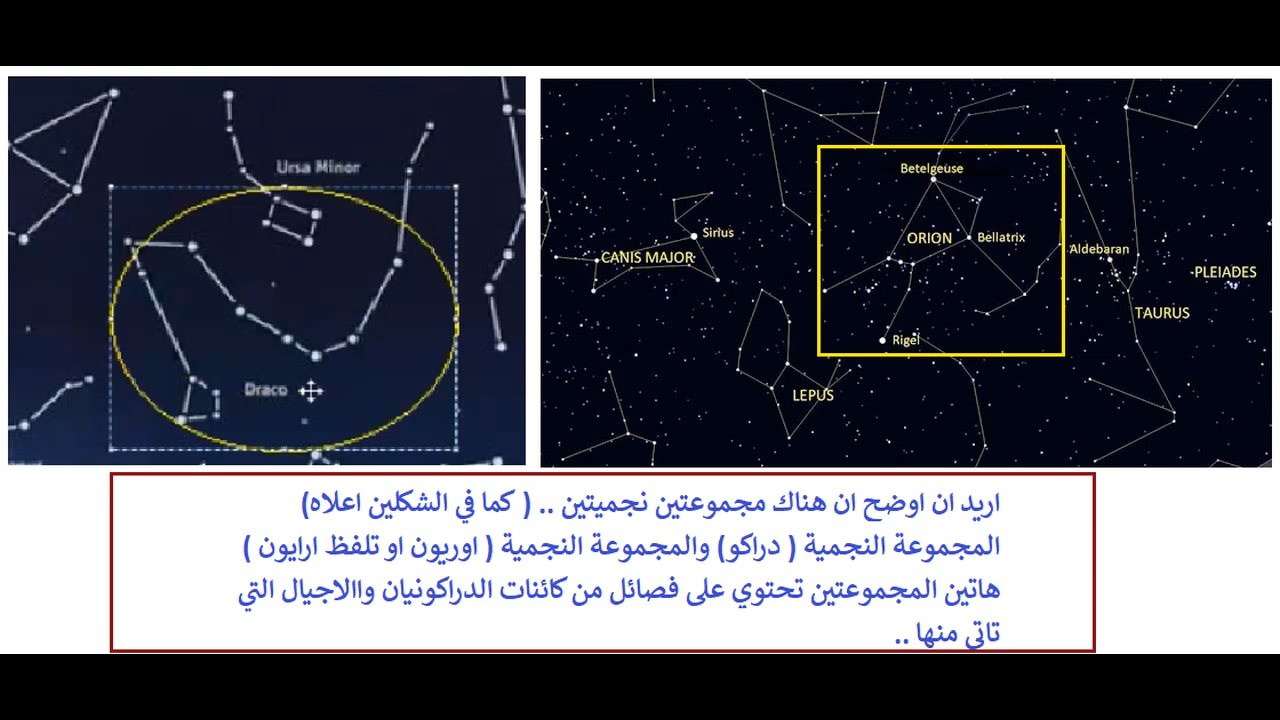 Ursa Minor
Draco
Betelgeuse
ORION
Bellatrix
Sirius
CANIS MAJOR
Aldebaran
PLEIADES
TAURUS
Rigel
LEPUS
اريد ان اوضح ان هناك مجموعتين نجميتين .. ( كما في الشكلين اعلاه)
المجموعة النجمية ( دراكو) والمجموعة النجمية ( اوريون او تلفظ ارايون )
هاتين المجموعتين تحتوي على فصائل من كائنات الدراكونيان واالاجيال التي
تاتي منها ..